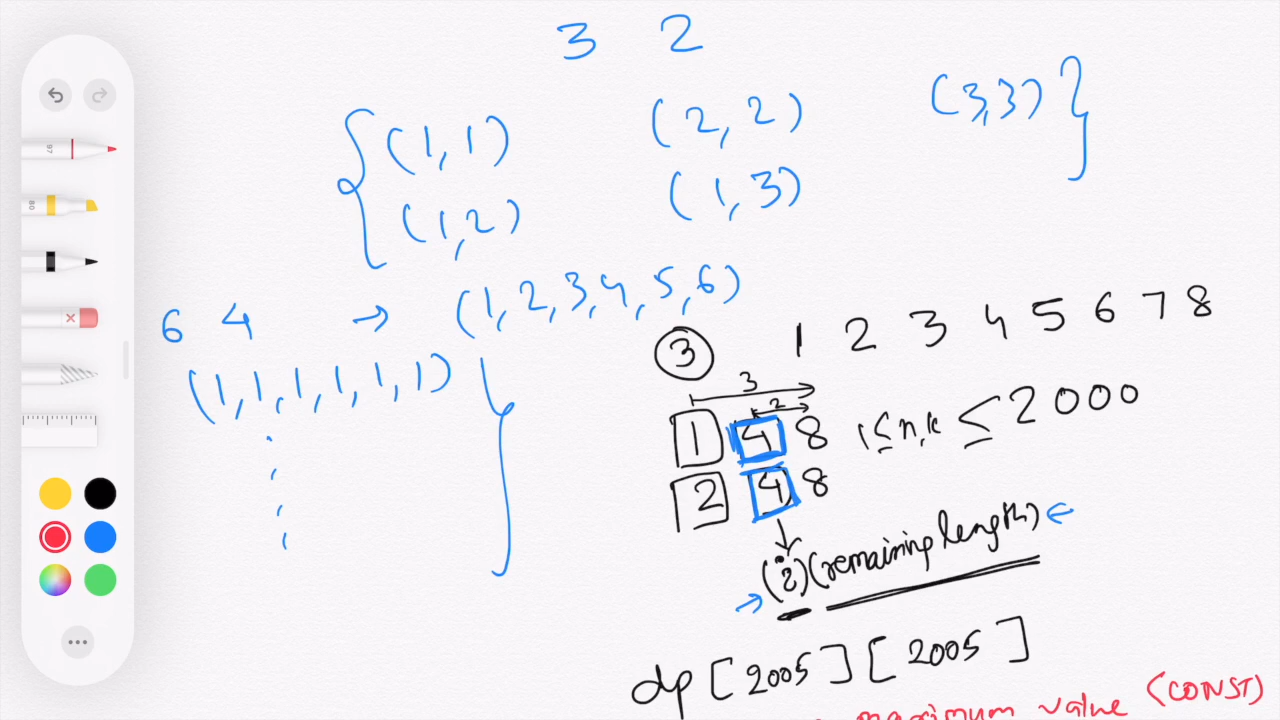 3 2
{ (1,1) (2,2) (3,3) }
(1,2) (1,3)
6 4 → (1,2,3,4,5,6)
(1,1,1,1,1,1)
3 1 2 3 4 5 6 7 8
3
2
1 4 8 1≤n,k ≤2000
2 4 8
(i)(remaining length) ←
→
dp [2005][2005]
maximum value (CONST)
97
80